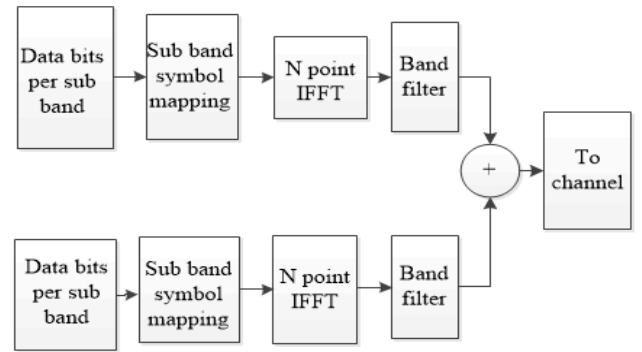 Data bits
per sub
band
Sub band
symbol
mapping
N point
IFFT
Band
filter
+
To
channel
Data bits
per sub
band
Sub band
symbol
mapping
N point
IFFT
Band
filter